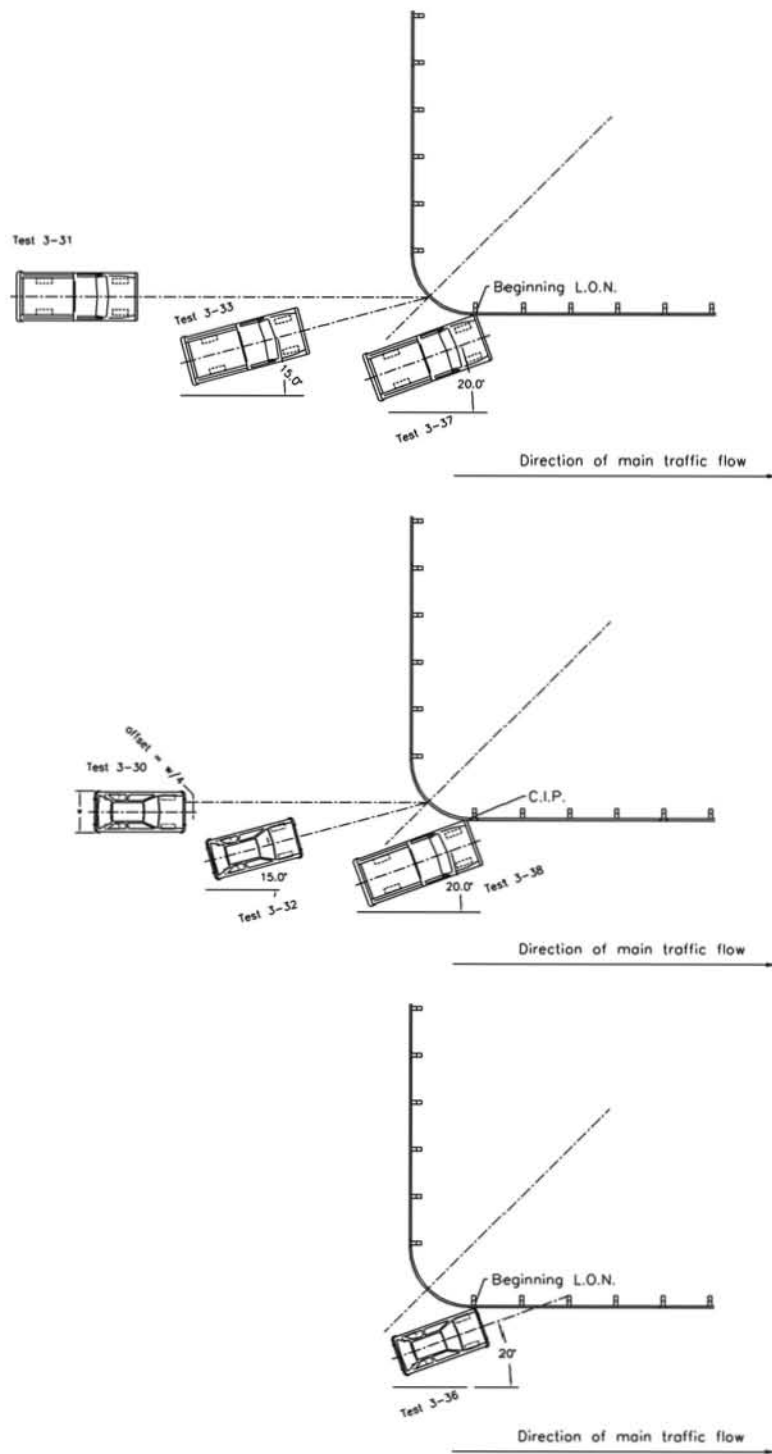 Test 3-31
Test 3-33
15.0°
Beginning L.O.N.
20.0°
Test 3-37
Direction of main traffic flow
offset = w/4
Test 3-30
w
15.0°
Test 3-32
C.I.P.
20.0°
Test 3-38
Direction of main traffic flow
Beginning L.O.N.
20°
Test 3-36
Direction of main traffic flow